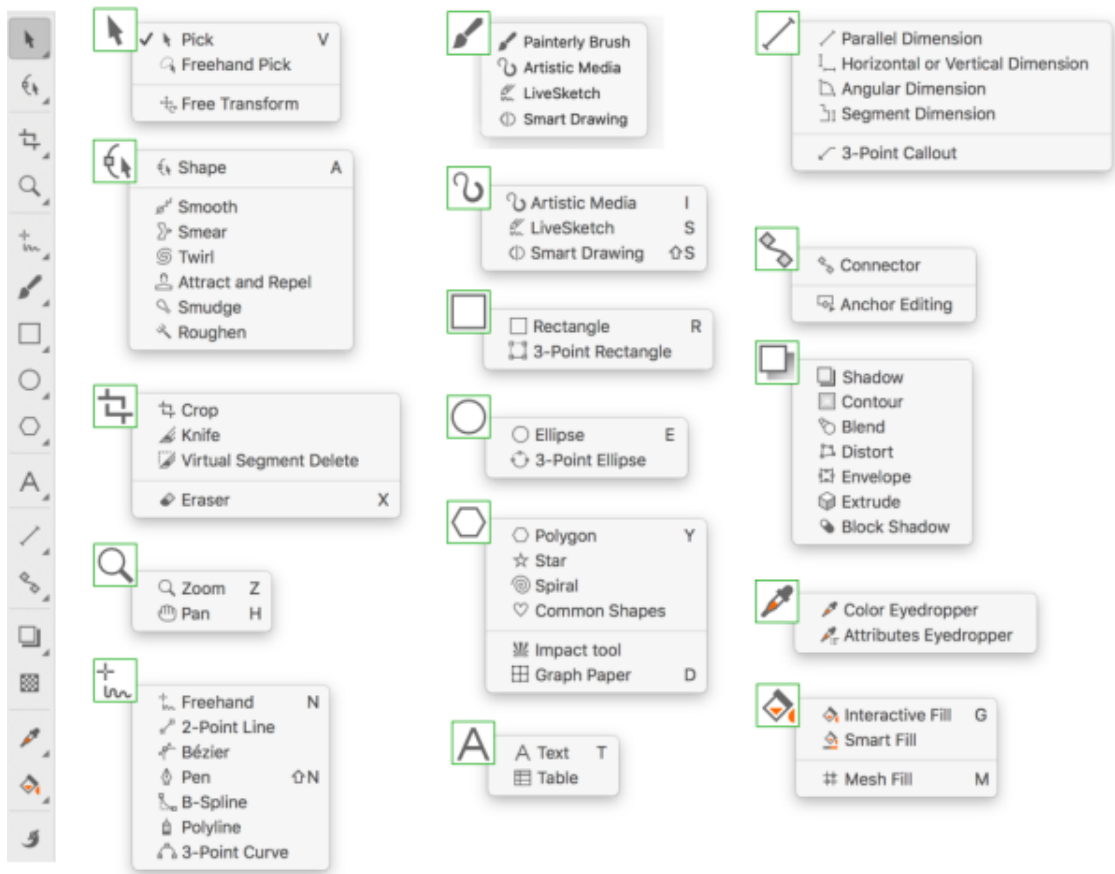 Pick V
Freehand Pick
Free Transform
Shape A
Smooth
Smear
Twirl
Attract and Repel
Smudge
Roughen
Crop
Knife
Virtual Segment Delete
Eraser X
Zoom Z
Pan H
Freehand N
2-Point Line
Bézier
Pen ⇧N
B-Spline
Polyline
3-Point Curve
Painterly Brush
Artistic Media
LiveSketch
Smart Drawing
Artistic Media I
LiveSketch S
Smart Drawing ⇧S
Rectangle R
3-Point Rectangle
Ellipse E
3-Point Ellipse
Polygon Y
Star
Spiral
Common Shapes
Impact tool
Graph Paper D
Text T
Table
Parallel Dimension
Horizontal or Vertical Dimension
Angular Dimension
Segment Dimension
3-Point Callout
Connector
Anchor Editing
Shadow
Contour
Blend
Distort
Envelope
Extrude
Block Shadow
Color Eyedropper
Attributes Eyedropper
Interactive Fill G
Smart Fill
Mesh Fill M